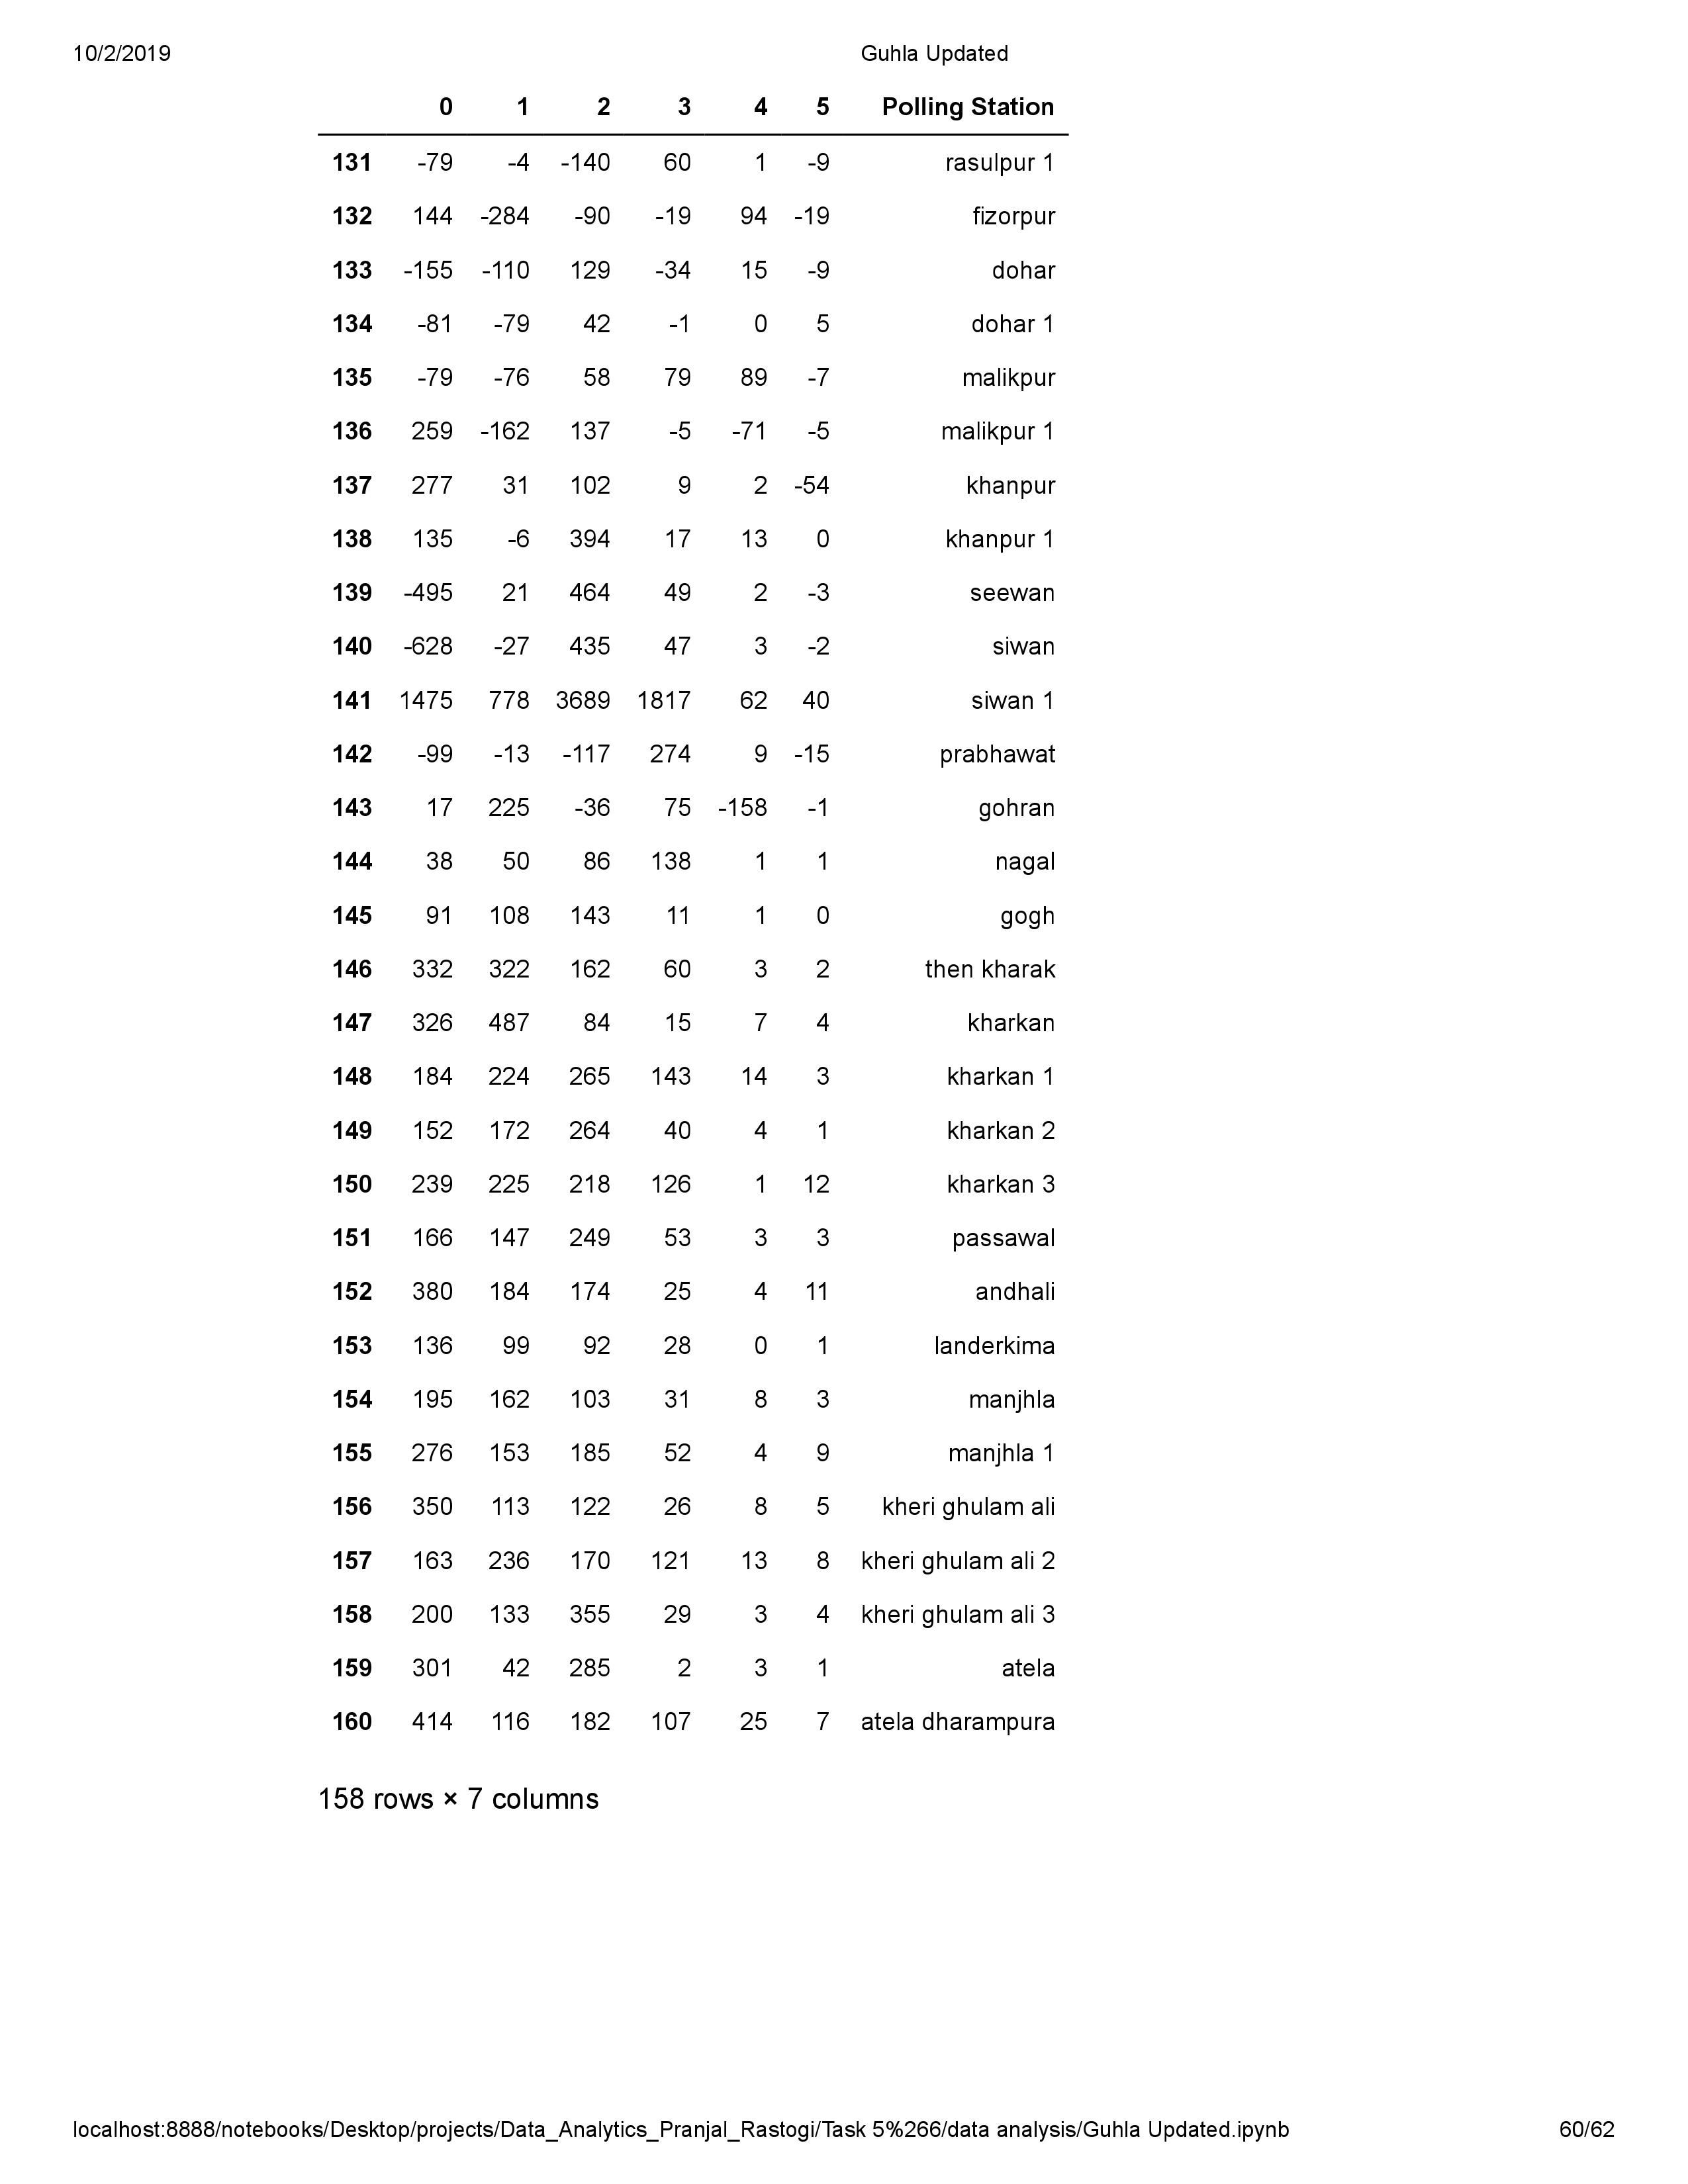 10/2/2019 Guhla Updated
0 1 2 3 4 5 Polling Station
131 -79 -4 -140 60 1 -9 rasulpur 1
132 144 -284 -90 -19 94 -19 fizorpur
133 -155 -110 129 -34 15 -9 dohar
134 -81 -79 42 -1 0 5 dohar 1
135 -79 -76 58 79 89 -7 malikpur
136 259 -162 137 -5 -71 -5 malikpur 1
137 277 31 102 9 2 -54 khanpur
138 135 -6 394 17 13 0 khanpur 1
139 -495 21 464 49 2 -3 seewan
140 -628 -27 435 47 3 -2 siwan
141 1475 778 3689 1817 62 40 siwan 1
142 -99 -13 -117 274 9 -15 prabhawat
143 17 225 -36 75 -158 -1 gohran
144 38 50 86 138 1 1 nagal
145 91 108 143 11 1 0 gogh
146 332 322 162 60 3 2 then kharak
147 326 487 84 15 7 4 kharkan
148 184 224 265 143 14 3 kharkan 1
149 152 172 264 40 4 1 kharkan 2
150 239 225 218 126 1 12 kharkan 3
151 166 147 249 53 3 3 passawal
152 380 184 174 25 4 11 andhali
153 136 99 92 28 0 1 landerkima
154 195 162 103 31 8 3 manjhla
155 276 153 185 52 4 9 manjhla 1
156 350 113 122 26 8 5 kheri ghulam ali
157 163 236 170 121 13 8 kheri ghulam ali 2
158 200 133 355 29 3 4 kheri ghulam ali 3
159 301 42 285 2 3 1 atela
160 414 116 182 107 25 7 atela dharampura
158 rows × 7 columns
localhost:8888/notebooks/Desktop/projects/Data_Analytics_Pranjal_Rastogi/Task 5%266/data analysis/Guhla Updated.ipynb 60/62